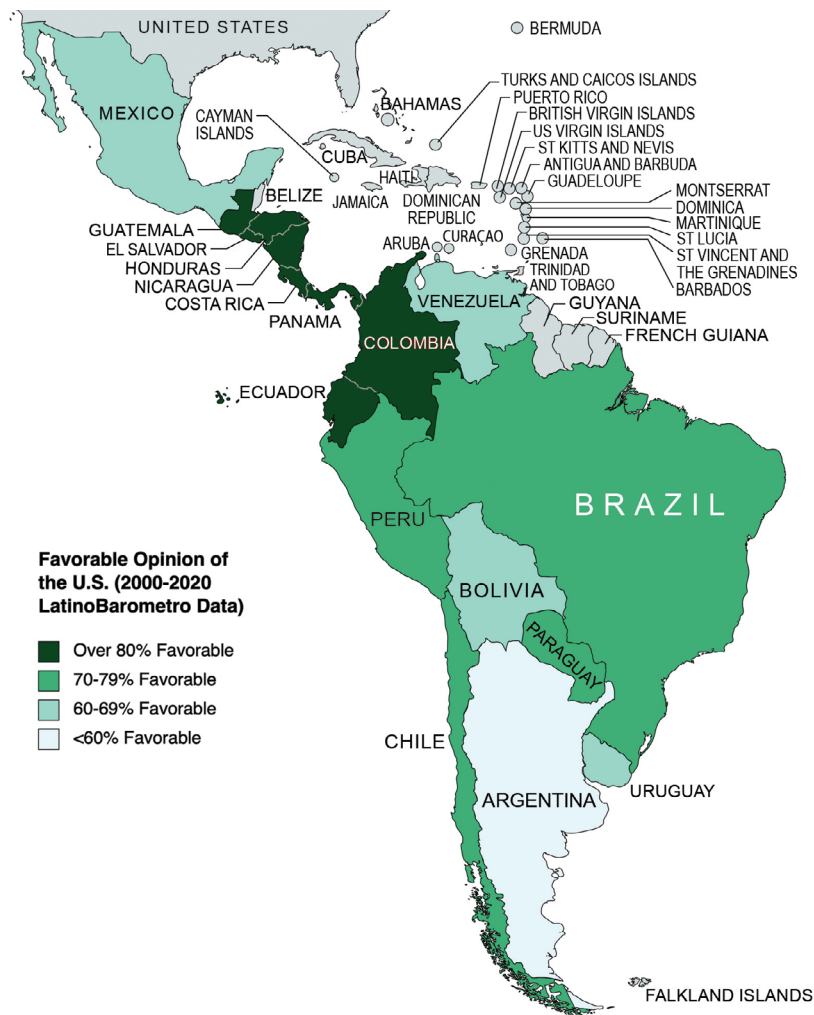 UNITED STATES
BERMUDA
MEXICO
CAYMAN
ISLANDS
BAHAMAS
TURKS AND CAICOS ISLANDS
PUERTO RICO
BRITISH VIRGIN ISLANDS
US VIRGIN ISLANDS
ST KITTS AND NEVIS
ANTIGUA AND BARBUDA
GUADELOUPE
MONTSERRAT
DOMINICA
MARTINIQUE
ST LUCIA
ST VINCENT AND
THE GRENADINES
BARBADOS
CUBA
HAITI
JAMAICA
DOMINICAN
REPUBLIC
BELIZE
ARUBA
CURAÇAO
GRENADA
TRINIDAD
AND TOBAGO
GUATEMALA
EL SALVADOR
HONDURAS
NICARAGUA
COSTA RICA
PANAMA
VENEZUELA
GUYANA
SURINAME
FRENCH GUIANA
COLOMBIA
ECUADOR
BRAZIL
PERU
BOLIVIA
PARAGUAY
CHILE
ARGENTINA
URUGUAY
FALKLAND ISLANDS
Favorable Opinion of
the U.S. (2000-2020
LatinoBarometro Data)
Over 80% Favorable
70-79% Favorable
60-69% Favorable
<60% Favorable